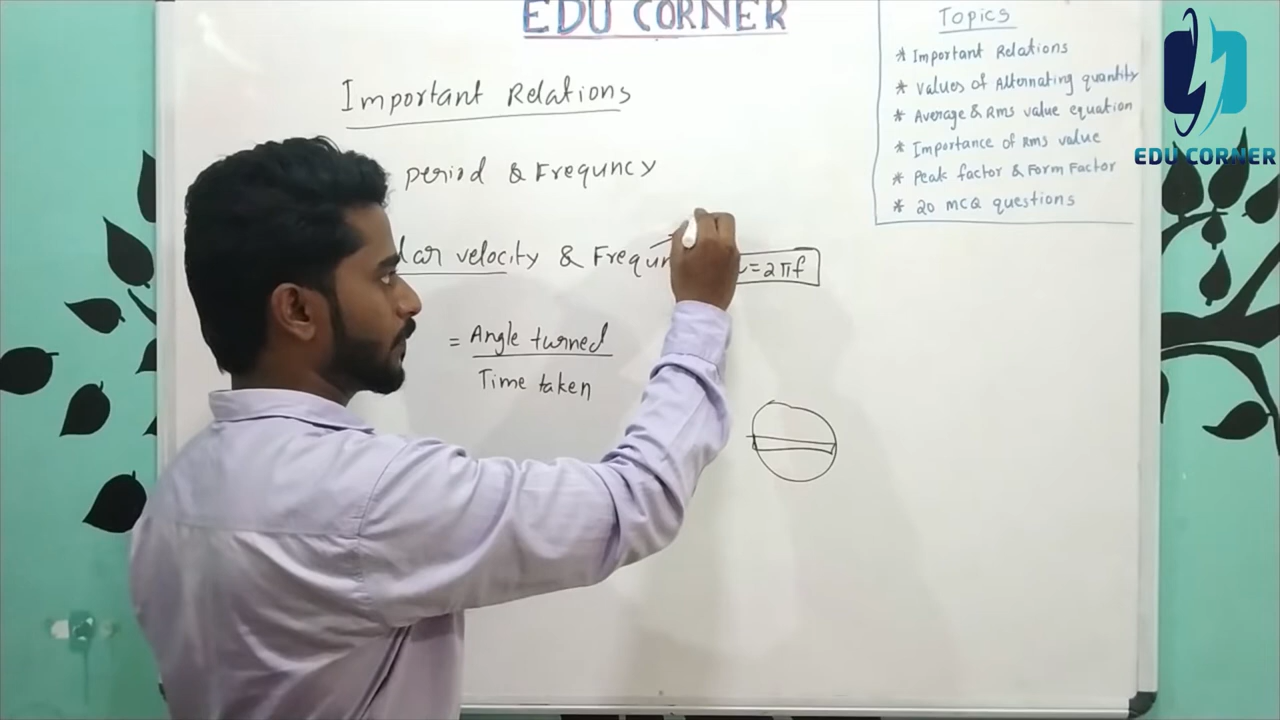 EDU CORNER
Important Relations
period & Frequncy
velocity & Frequn
=2πf
= Angle turned
Time taken
Topics
* Important Relations
* Values of Alternating quantity
* Average & Rms value equation
* Importance of Rms value
* Peak factor & Form Factor
* 20 MCQ questions
EDU CORNER